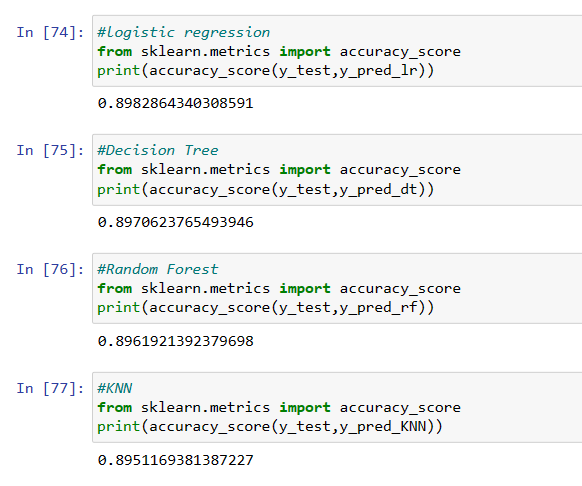 In [74]: #logistic regression
from sklearn.metrics import accuracy_score
print(accuracy_score(y_test,y_pred_lr))
0.8982864340308591
In [75]: #Decision Tree
from sklearn.metrics import accuracy_score
print(accuracy_score(y_test,y_pred_dt))
0.8970623765493946
In [76]: #Random Forest
from sklearn.metrics import accuracy_score
print(accuracy_score(y_test,y_pred_rf))
0.8961921392379698
In [77]: #KNN
from sklearn.metrics import accuracy_score
print(accuracy_score(y_test,y_pred_KNN))
0.8951169381387227